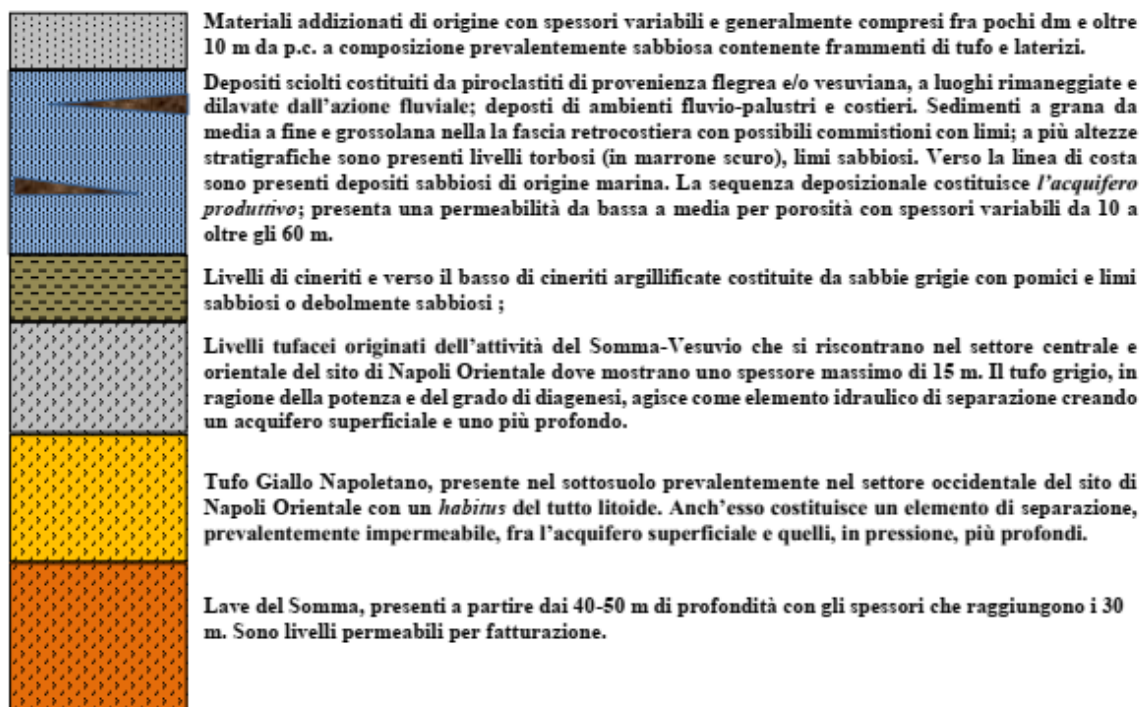 Materiali addizionati di origine con spessori variabili e generalmente compresi fra pochi dm e oltre
10 m da p.c. a composizione prevalentemente sabbiosa contenente frammenti di tufo e laterizi.
Depositi sciolti costituiti da piroclastiti di provenienza flegrea e/o vesuviana, a luoghi rimaneggiate e
dilavate dall'azione fluviale; deposti di ambienti fluvio-palustri e costieri. Sedimenti a grana da
media a fine e grossolana nella la fascia retrocostiera con possibili commistioni con limi; a più altezze
stratigrafiche sono presenti livelli torbosi (in marrone scuro), limi sabbiosi. Verso la linea di costa
sono presenti depositi sabbiosi di origine marina. La sequenza deposizionale costituisce l'acquifero
produttivo; presenta una permeabilità da bassa a media per porosità con spessori variabili da 10 a
oltre gli 60 m.
Livelli di cineriti e verso il basso di cineriti argillificate costituite da sabbie grigie con pomici e limi
sabbiosi o debolmente sabbiosi ;
Livelli tufacei originati dell'attività del Somma-Vesuvio che si riscontrano nel settore centrale e
orientale del sito di Napoli Orientale dove mostrano uno spessore massimo di 15 m. Il tufo grigio, in
ragione della potenza e del grado di diagenesi, agisce come elemento idraulico di separazione creando
un acquifero superficiale e uno più profondo.
Tufo Giallo Napoletano, presente nel sottosuolo prevalentemente nel settore occidentale del sito di
Napoli Orientale con un habitus del tutto litoide. Anch'esso costituisce un elemento di separazione,
prevalentemente impermeabile, fra l'acquifero superficiale e quelli, in pressione, più profondi.
Lave del Somma, presenti a partire dai 40-50 m di profondità con gli spessori che raggiungono i 30
m. Sono livelli permeabili per fatturazione.